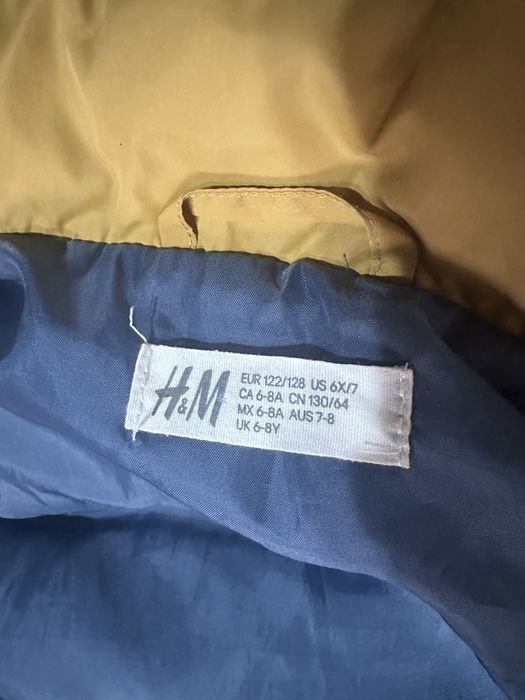 H&M
EUR 122/128 US 6X/7
CA 6-8A CN 130/64
MX 6-8A AUS 7-8
UK 6-8Y